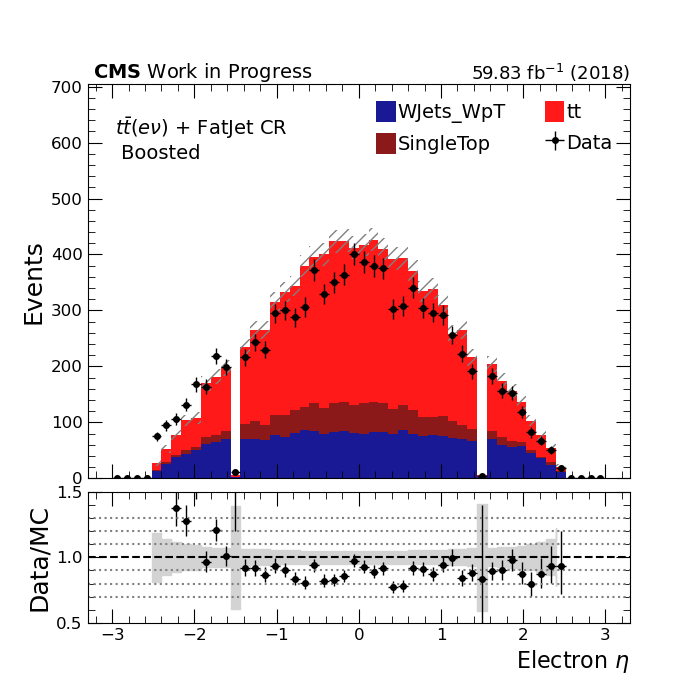 CMS Work in Progress 59.83 fb⁻¹ (2018)
tt̄(eν) + FatJet CR
Boosted
WJets_WpT tt
SingleTop Data
Events
700
600
500
400
300
200
100
0
Data/MC
1.5
1.0
0.5
−3 −2 −1 0 1 2 3
Electron η